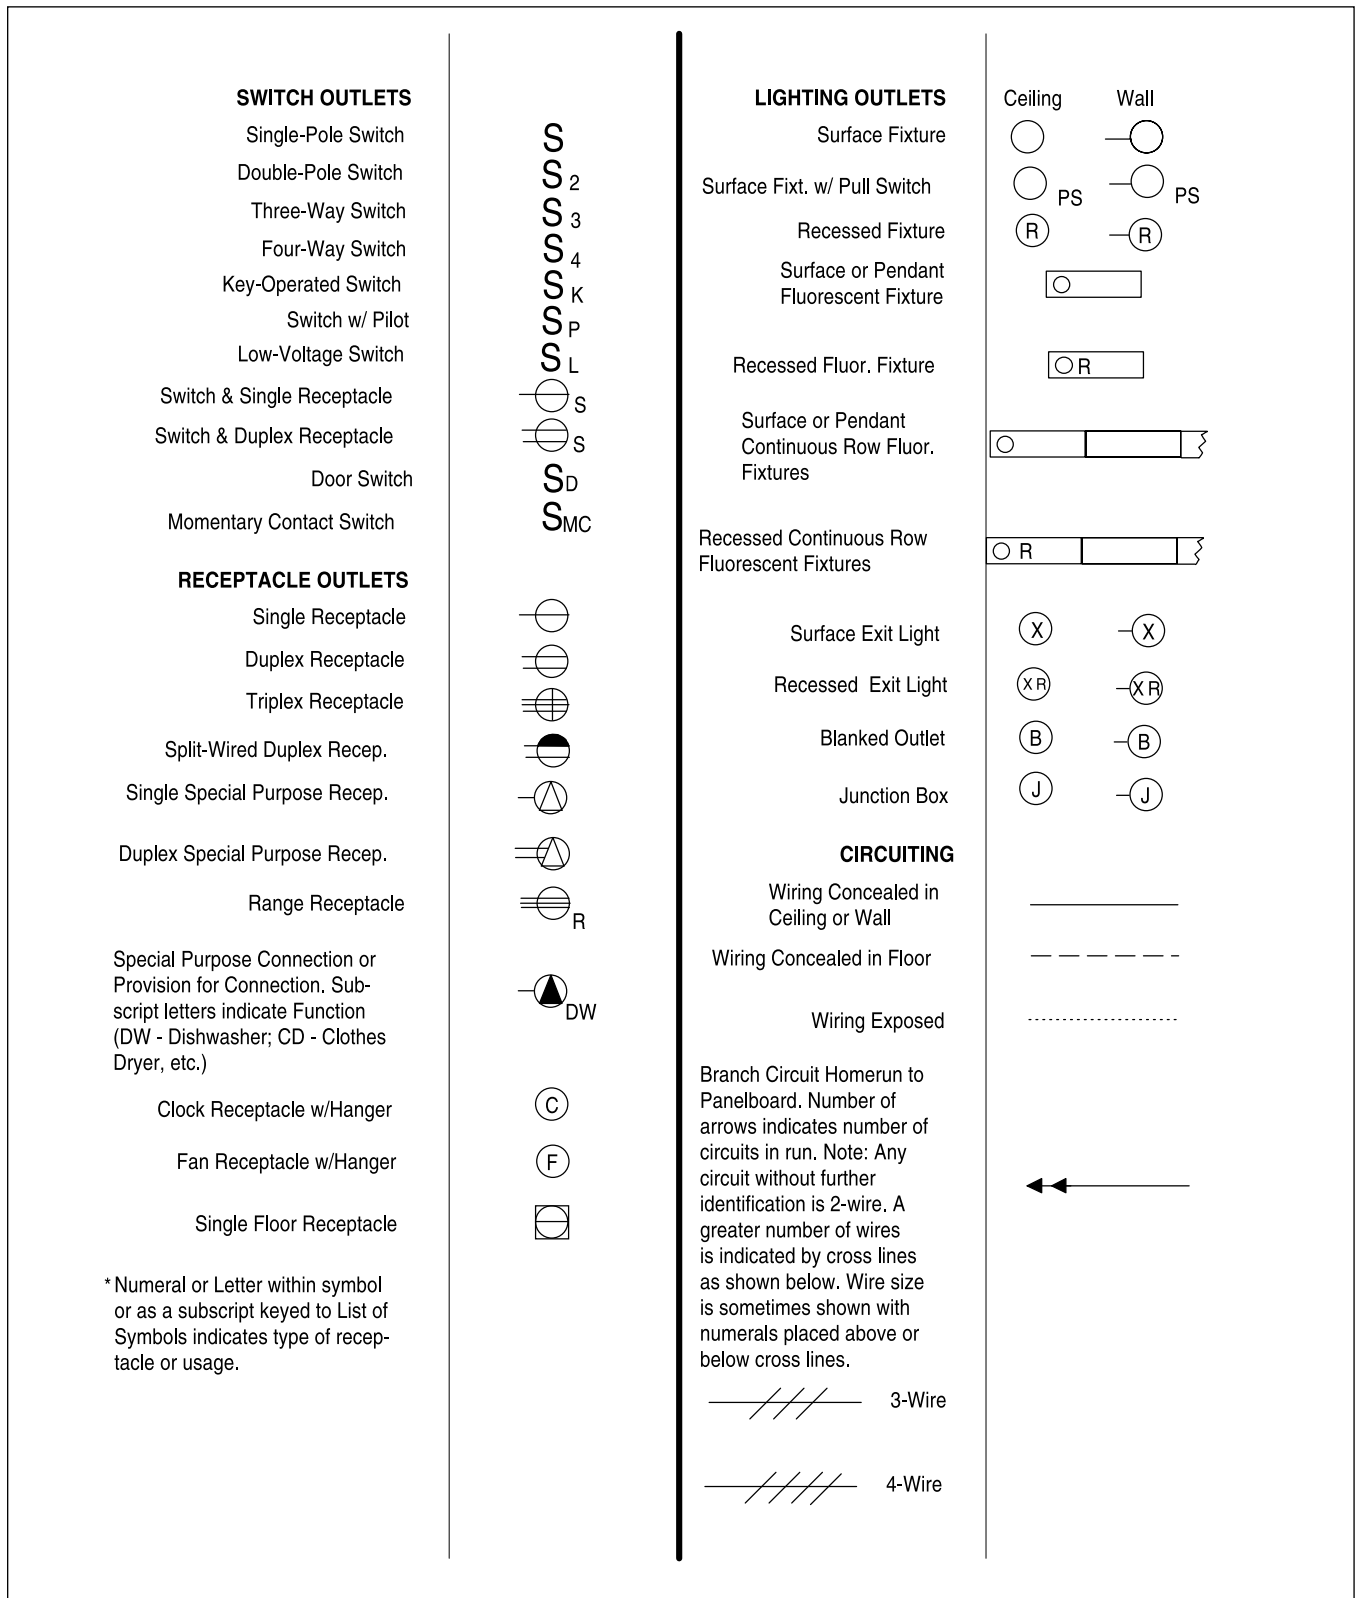 SWITCH OUTLETS
Single-Pole Switch S
Double-Pole Switch S 2
Three-Way Switch S 3
Four-Way Switch S 4
Key-Operated Switch S K
Switch w/ Pilot S P
Low-Voltage Switch S L
Switch & Single Receptacle S
Switch & Duplex Receptacle S
Door Switch SD
Momentary Contact Switch SMC
RECEPTACLE OUTLETS
Single Receptacle
Duplex Receptacle
Triplex Receptacle
Split-Wired Duplex Recep.
Single Special Purpose Recep.
Duplex Special Purpose Recep.
Range Receptacle R
Special Purpose Connection or
Provision for Connection. Sub-
script letters indicate Function
(DW - Dishwasher; CD - Clothes
Dryer, etc.)
DW
Clock Receptacle w/Hanger C
Fan Receptacle w/Hanger F
Single Floor Receptacle
* Numeral or Letter within symbol
or as a subscript keyed to List of
Symbols indicates type of recep-
tacle or usage.
LIGHTING OUTLETS Ceiling Wall
Surface Fixture
Surface Fixt. w/ Pull Switch PS PS
Recessed Fixture R R
Surface or Pendant
Fluorescent Fixture
Recessed Fluor. Fixture R
Surface or Pendant
Continuous Row Fluor.
Fixtures
Recessed Continuous Row
Fluorescent Fixtures
R
Surface Exit Light X X
Recessed Exit Light XR XR
Blanked Outlet B B
Junction Box J J
CIRCUITING
Wiring Concealed in
Ceiling or Wall
Wiring Concealed in Floor
Wiring Exposed
Branch Circuit Homerun to
Panelboard. Number of
arrows indicates number of
circuits in run. Note: Any
circuit without further
identification is 2-wire. A
greater number of wires
is indicated by cross lines
as shown below. Wire size
is sometimes shown with
numerals placed above or
below cross lines.
3-Wire
4-Wire